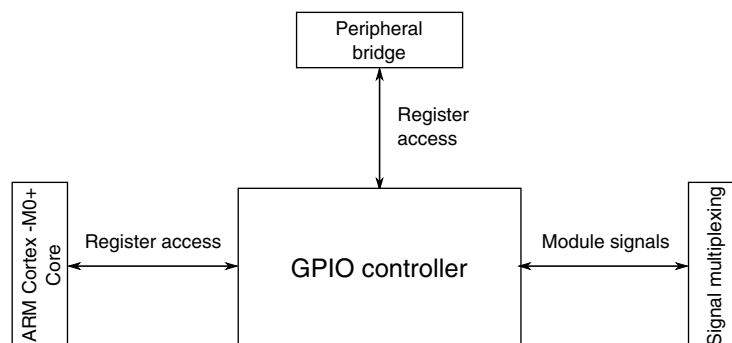 Peripheral
bridge
Register
access
ARM Cortex -M0+
Core
Register access
GPIO controller
Module signals
Signal multiplexing